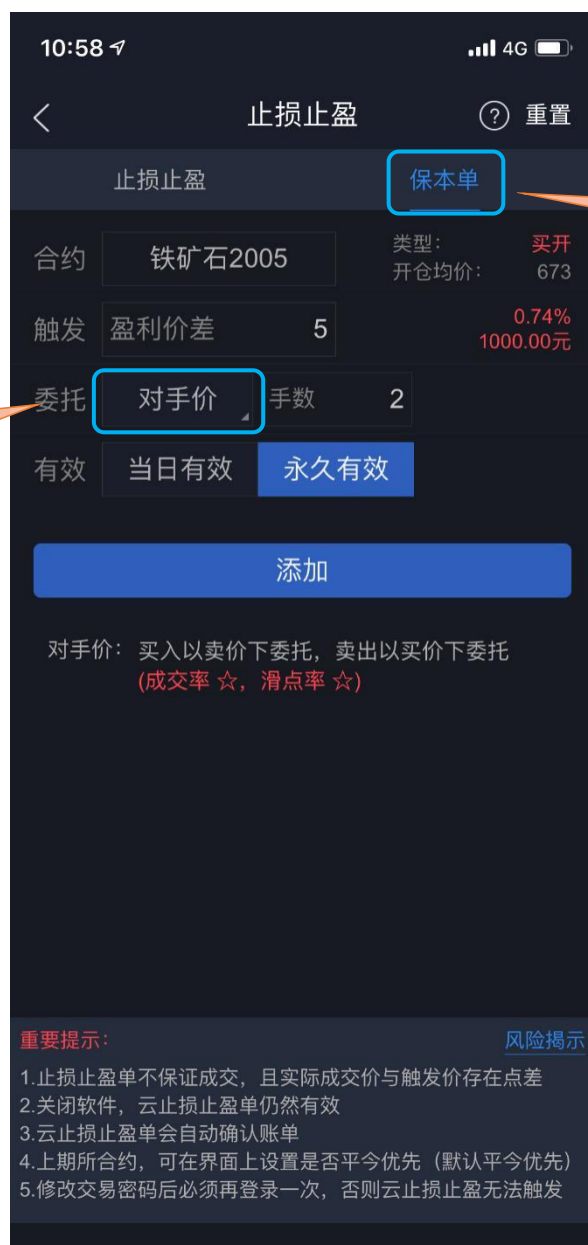 10:58 4G
止损止盈 ? 重置
止损止盈 保本单
合约 铁矿石2005 类型: 买开
开仓均价: 673
触发 盈利价差 5 0.74%
1000.00元
委托 对手价 手数 2
有效 当日有效 永久有效
添加
对手价: 买入以卖价下委托, 卖出以买价下委托
(成交率 ☆, 滑点率 ☆)
重要提示: 风险揭示
1.止损止盈单不保证成交, 且实际成交价与触发价存在点差
2.关闭软件, 云止损止盈单仍然有效
3.云止损止盈单会自动确认账单
4.上期所合约, 可在界面上设置是否平今优先 (默认平今优先)
5.修改交易密码后必须再登录一次, 否则云止损止盈无法触发